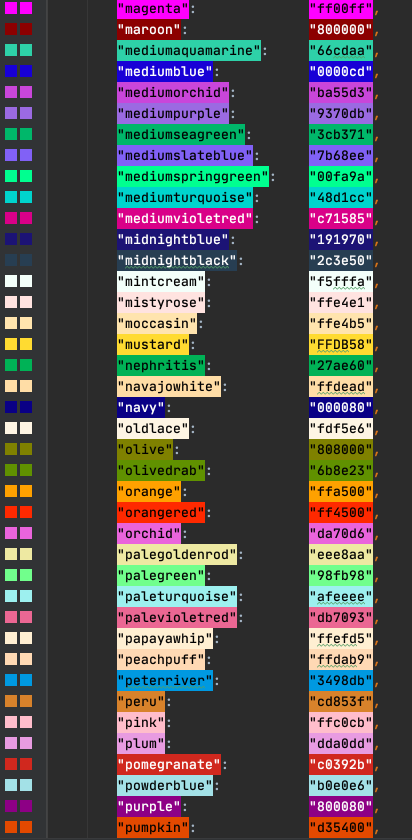 "magenta": "ff00ff",
"maroon": "800000",
"mediumaquamarine": "66cdaa",
"mediumblue": "0000cd",
"mediumorchid": "ba55d3",
"mediumpurple": "9370db",
"mediumseagreen": "3cb371",
"mediumslateblue": "7b68ee",
"mediumspringgreen": "00fa9a",
"mediumturquoise": "48d1cc",
"mediumvioletred": "c71585",
"midnightblue": "191970",
"midnightblack": "2c3e50",
"mintcream": "f5fffa",
"mistyrose": "ffe4e1",
"moccasin": "ffe4b5",
"mustard": "FFDB58",
"nephritis": "27ae60",
"navajowhite": "ffdead",
"navy": "000080",
"oldlace": "fdf5e6",
"olive": "808000",
"olivedrab": "6b8e23",
"orange": "ffa500",
"orangered": "ff4500",
"orchid": "da70d6",
"palegoldenrod": "eee8aa",
"palegreen": "98fb98",
"paleturquoise": "afeeee",
"palevioletred": "db7093",
"papayawhip": "ffefd5",
"peachpuff": "ffdab9",
"peterriver": "3498db",
"peru": "cd853f",
"pink": "ffc0cb",
"plum": "dda0dd",
"pomegranate": "c0392b",
"powderblue": "b0e0e6",
"purple": "800080",
"pumpkin": "d35400",